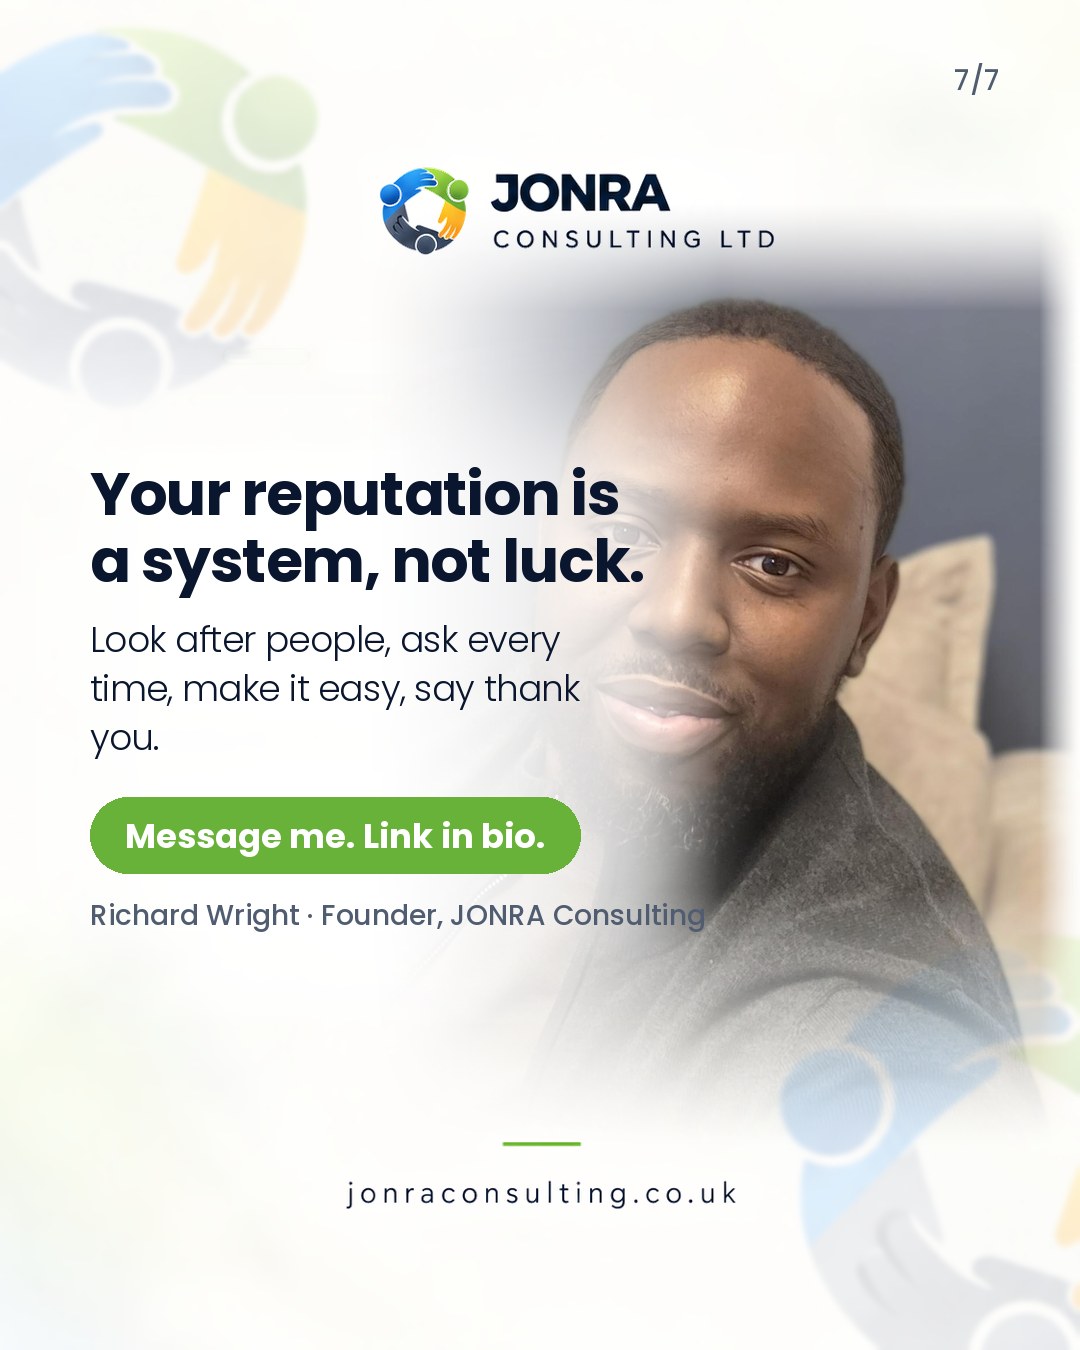 7/7
JONRA
CONSULTING LTD
Your reputation is
a system, not luck.
Look after people, ask every
time, make it easy, say thank
you.
Message me. Link in bio.
Richard Wright · Founder, JONRA Consulting
jonraconsulting.co.uk